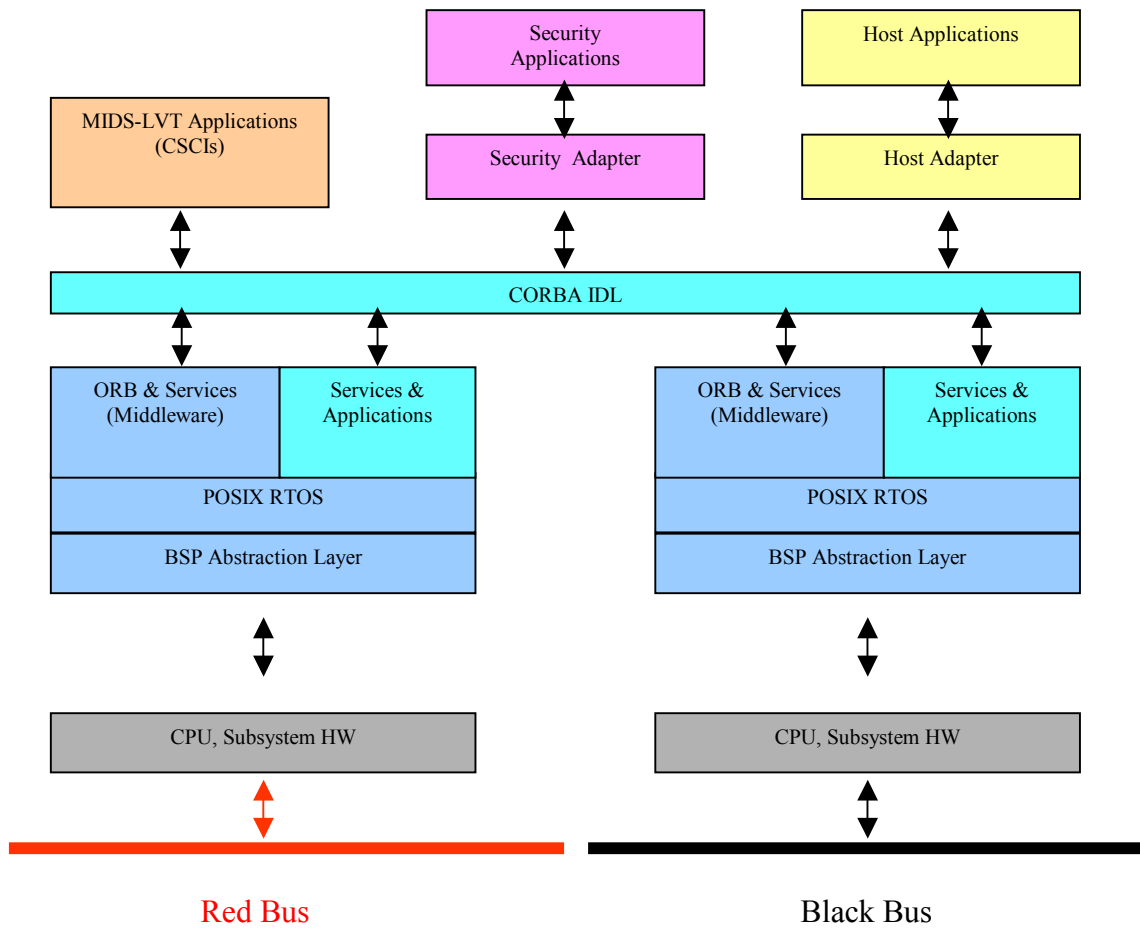 Security
Applications
Host Applications
MIDS-LVT Applications
(CSCIs)
Security Adapter
Host Adapter
CORBA IDL
ORB & Services
(Middleware)
Services &
Applications
ORB & Services
(Middleware)
Services &
Applications
POSIX RTOS
POSIX RTOS
BSP Abstraction Layer
BSP Abstraction Layer
CPU, Subsystem HW
CPU, Subsystem HW
Red Bus
Black Bus